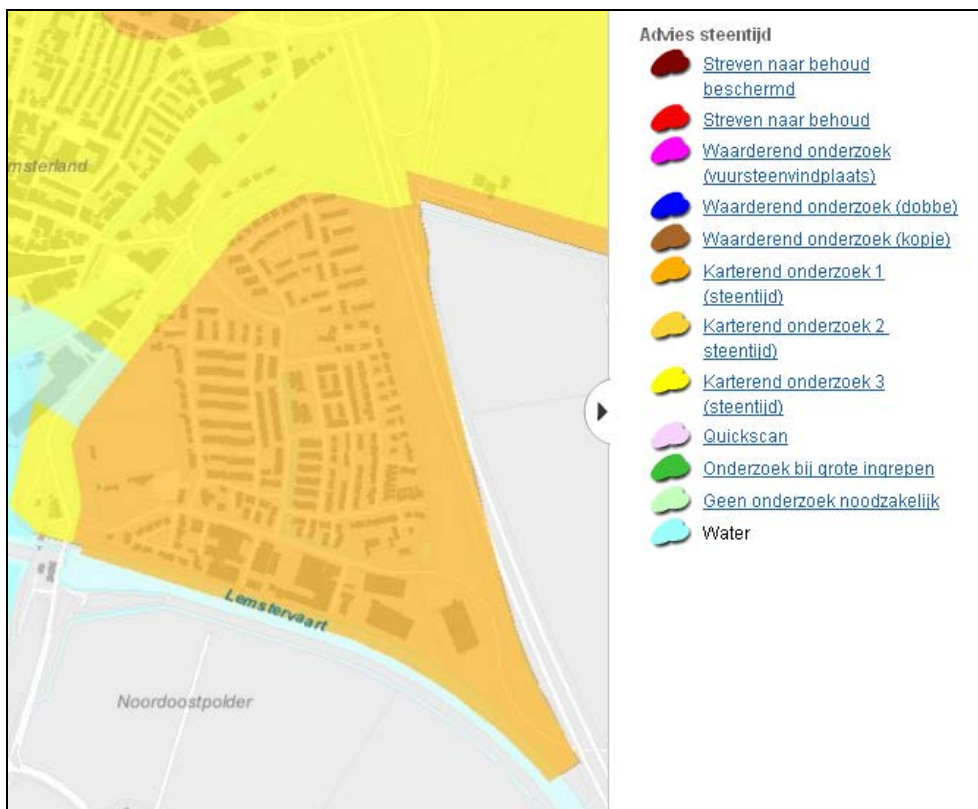 Advies steentijd
Streven naar behoud
beschermd
Streven naar behoud
Waarderend onderzoek
(vuursteenvindplaats)
Waarderend onderzoek (dobbe)
Waarderend onderzoek (kopje)
Karterend onderzoek 1
(steentijd)
Karterend onderzoek 2
steentijd)
Karterend onderzoek 3
(steentijd)
Quickscan
Onderzoek bij grote ingrepen
Geen onderzoek noodzakelijk
Water
msterland
Lemstervaart
Noordoostpolder